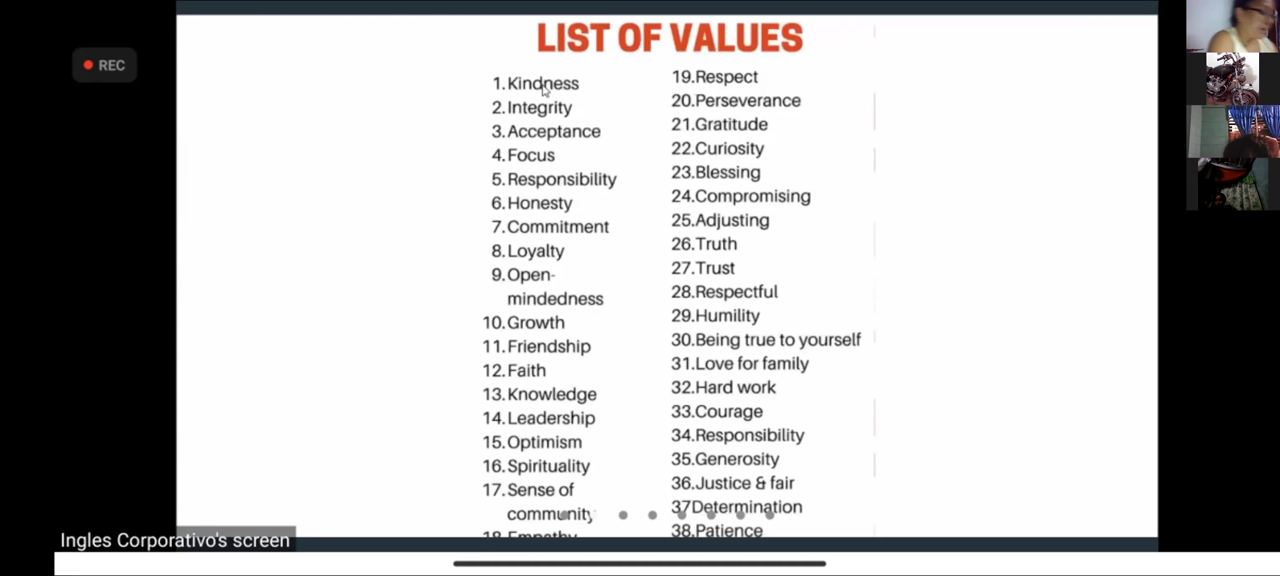 REC
LIST OF VALUES
1. Kindness
2. Integrity
3. Acceptance
4. Focus
5. Responsibility
6. Honesty
7. Commitment
8. Loyalty
9. Open-
mindedness
10. Growth
11. Friendship
12. Faith
13. Knowledge
14. Leadership
15. Optimism
16. Spirituality
17. Sense of
community
18. Empathy
19.Respect
20.Perseverance
21.Gratitude
22.Curiosity
23.Blessing
24.Compromising
25.Adjusting
26.Truth
27.Trust
28.Respectful
29.Humility
30.Being true to yourself
31.Love for family
32.Hard work
33.Courage
34.Responsibility
35.Generosity
36.Justice & fair
37Determination
38.Patience
Ingles Corporativo's screen